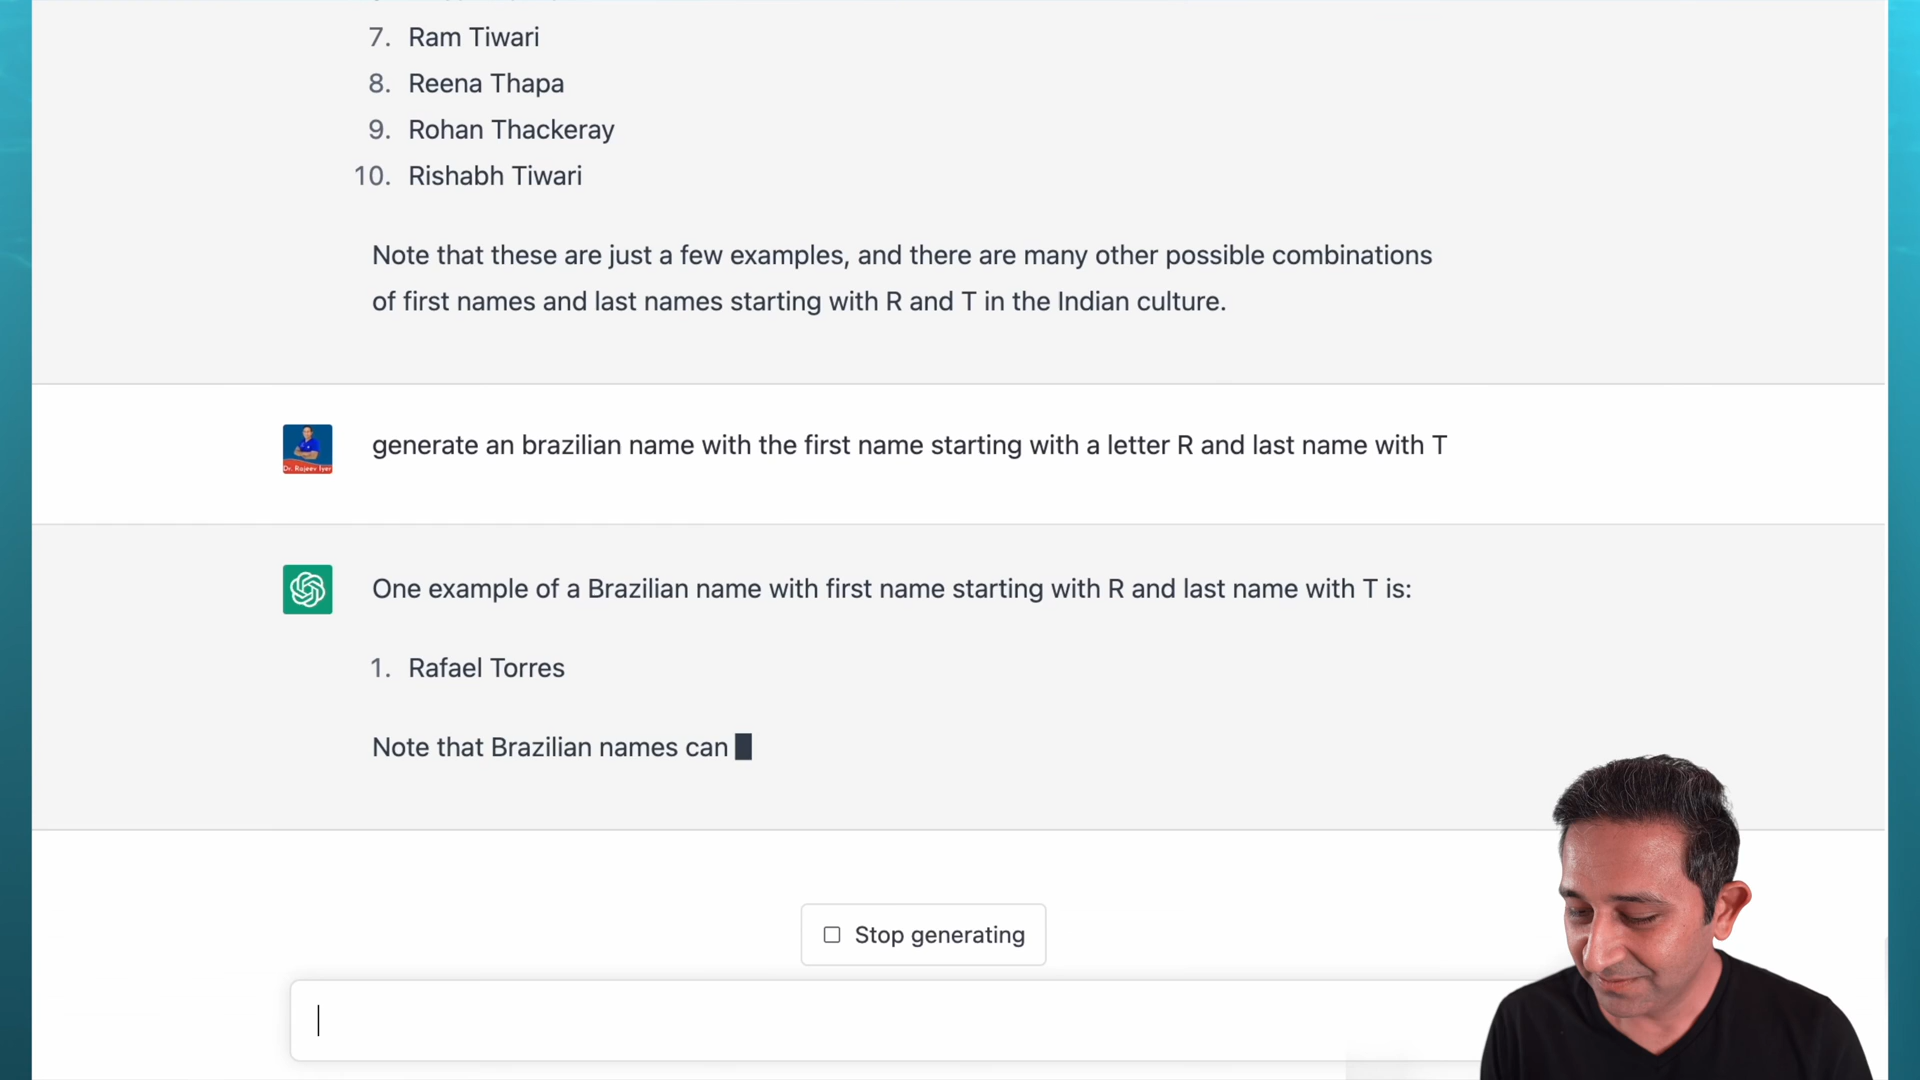 7. Ram Tiwari
8. Reena Thapa
9. Rohan Thackeray
10. Rishabh Tiwari
Note that these are just a few examples, and there are many other possible combinations
of first names and last names starting with R and T in the Indian culture.
Dr. Rajeev Iyer
generate an brazilian name with the first name starting with a letter R and last name with T
One example of a Brazilian name with first name starting with R and last name with T is:
1. Rafael Torres
Note that Brazilian names can
Stop generating